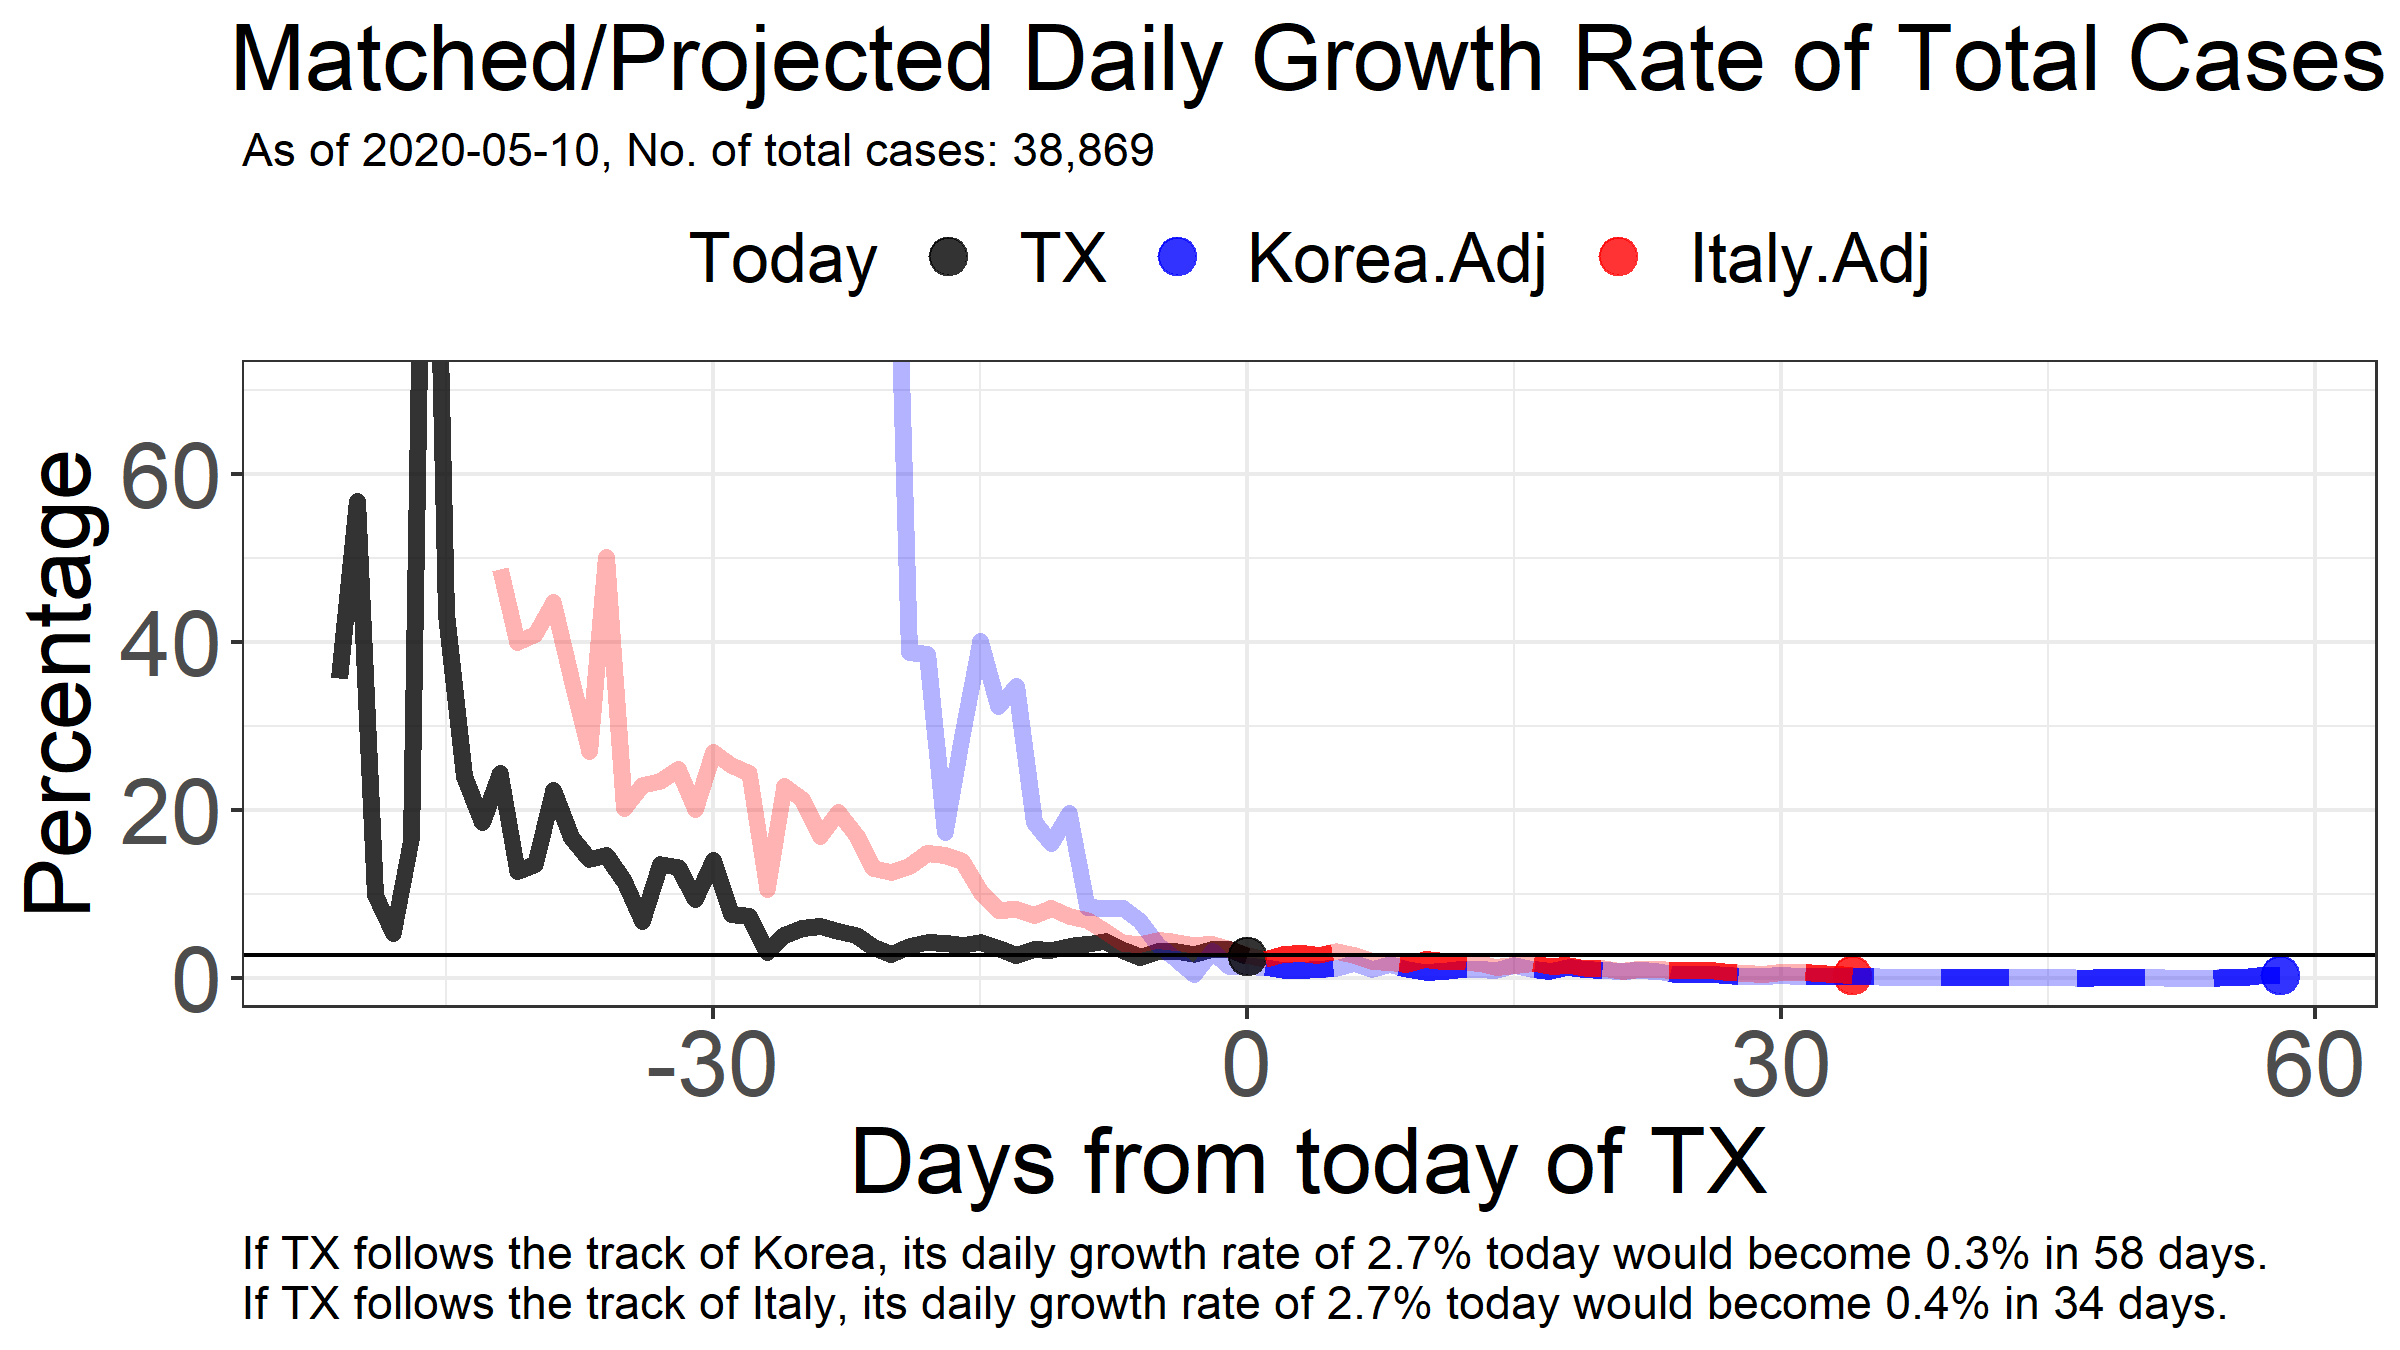 Matched/Projected Daily Growth Rate of Total Cases
As of 2020-05-10, No. of total cases: 38,869
Today TX Korea.Adj Italy.Adj
Percentage
60
40
20
0
-30 0 30 60
Days from today of TX
If TX follows the track of Korea, its daily growth rate of 2.7% today would become 0.3% in 58 days.
If TX follows the track of Italy, its daily growth rate of 2.7% today would become 0.4% in 34 days.